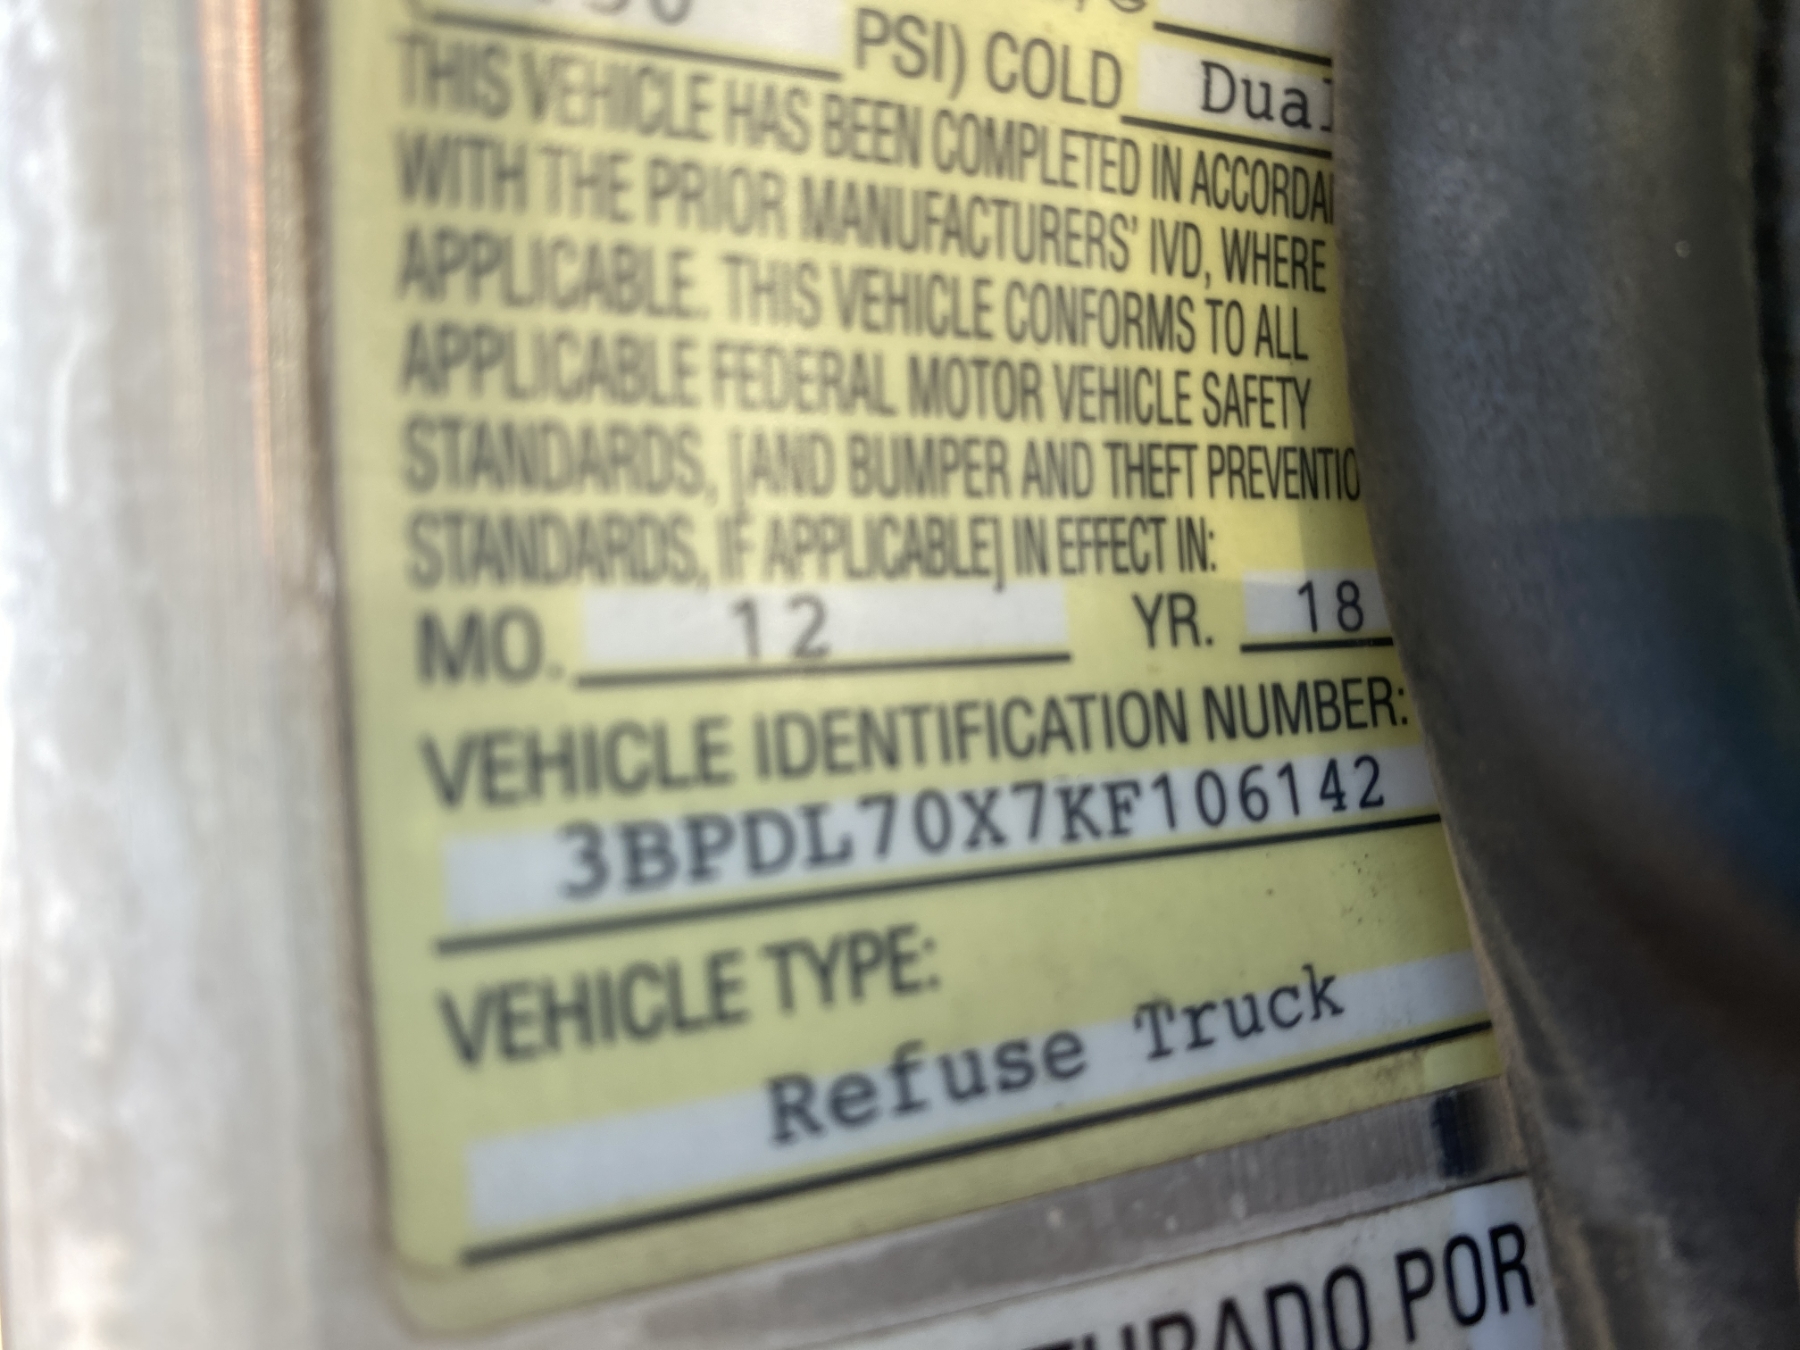 PSI) COLD Dual
THIS VEHICLE HAS BEEN COMPLETED IN ACCORDAN
WITH THE PRIOR MANUFACTURERS' IVD, WHERE
APPLICABLE. THIS VEHICLE CONFORMS TO ALL
APPLICABLE FEDERAL MOTOR VEHICLE SAFETY
STANDARDS, [AND BUMPER AND THEFT PREVENTIO
STANDARDS, IF APPLICABLE] IN EFFECT IN:
MO. 12 YR. 18
VEHICLE IDENTIFICATION NUMBER:
3BPDL70X7KF106142
VEHICLE TYPE:
Refuse Truck
TURADO POR